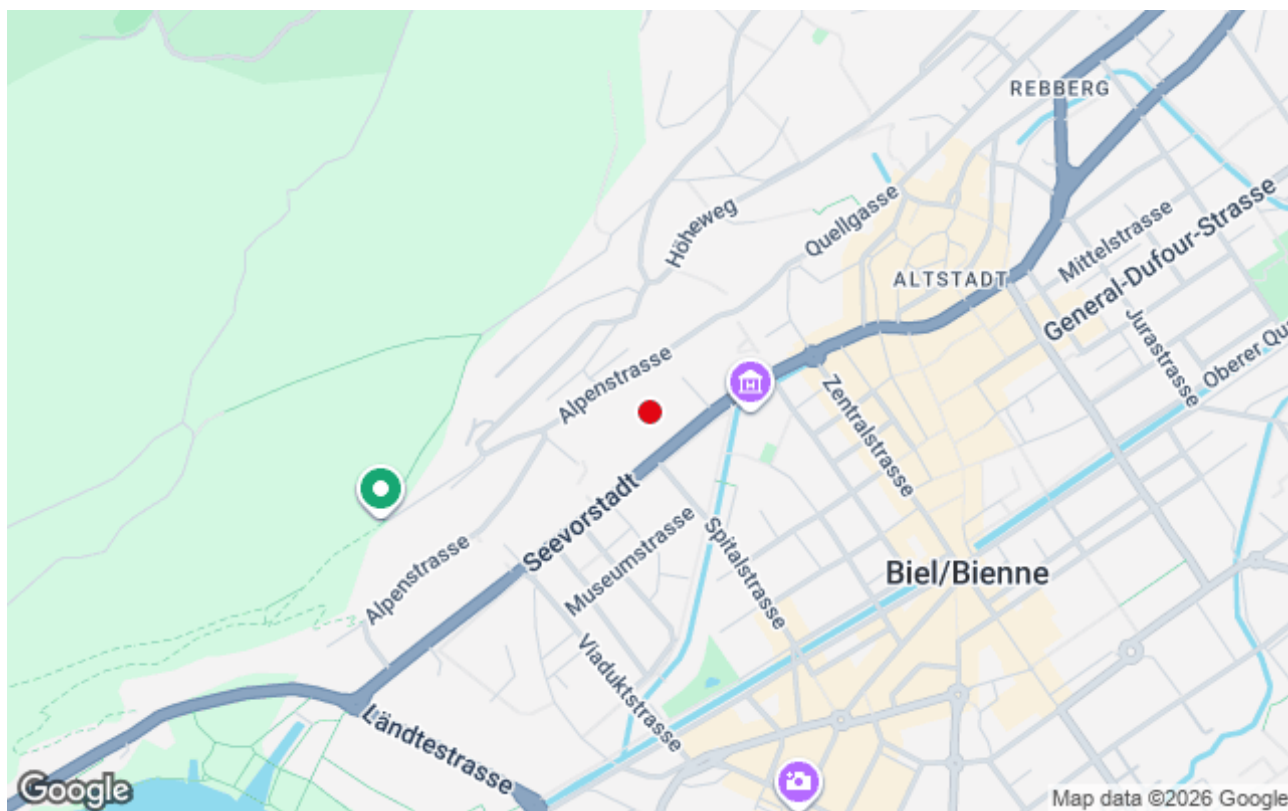 REBBERG
Höheweg
Quellgasse
Mittelstrasse
General-Dufour-Strasse
ALTSTADT
Jurastrasse
Oberer Qu
Alpenstrasse
Zentralstrasse
Seevorstadt
Spitalstrasse
Museumstrasse
Alpenstrasse
Biel/Bienne
Viaduktstrasse
Ländtestrasse
Google
Map data ©2026 Google